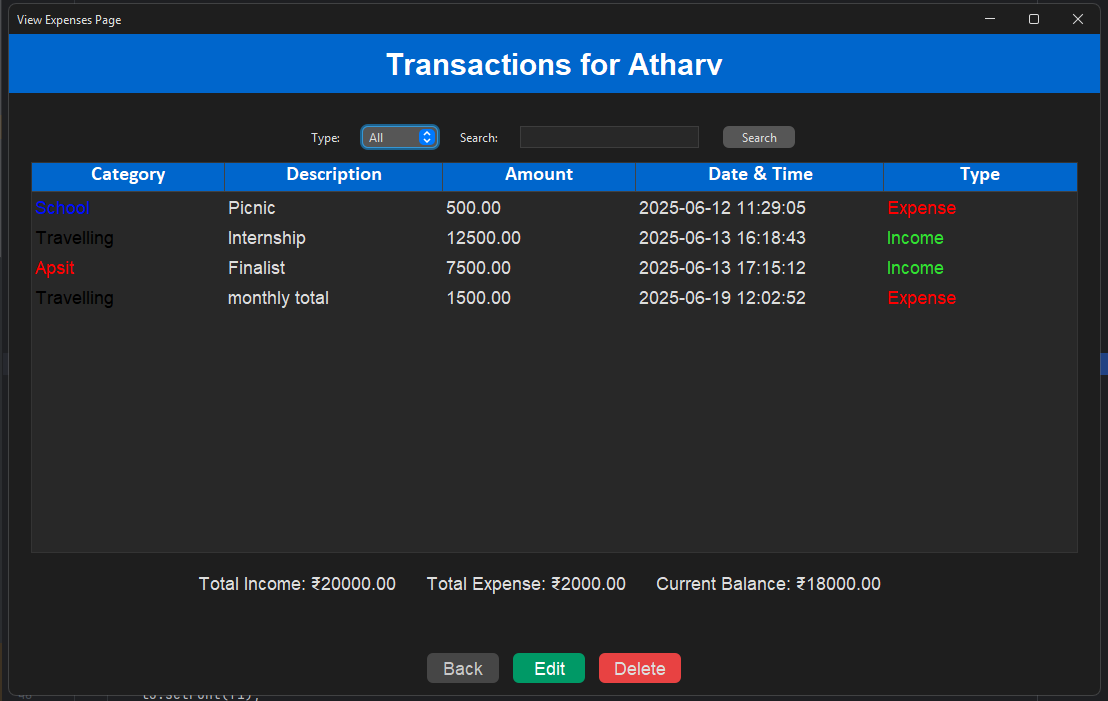 View Expenses Page
Transactions for Atharv
Type: All Search: Search
Category Description Amount Date & Time Type
School Picnic 500.00 2025-06-12 11:29:05 Expense
Travelling Internship 12500.00 2025-06-13 16:18:43 Income
Apsit Finalist 7500.00 2025-06-13 17:15:12 Income
Travelling monthly total 1500.00 2025-06-19 12:02:52 Expense
Total Income: ₹20000.00 Total Expense: ₹2000.00 Current Balance: ₹18000.00
Back Edit Delete